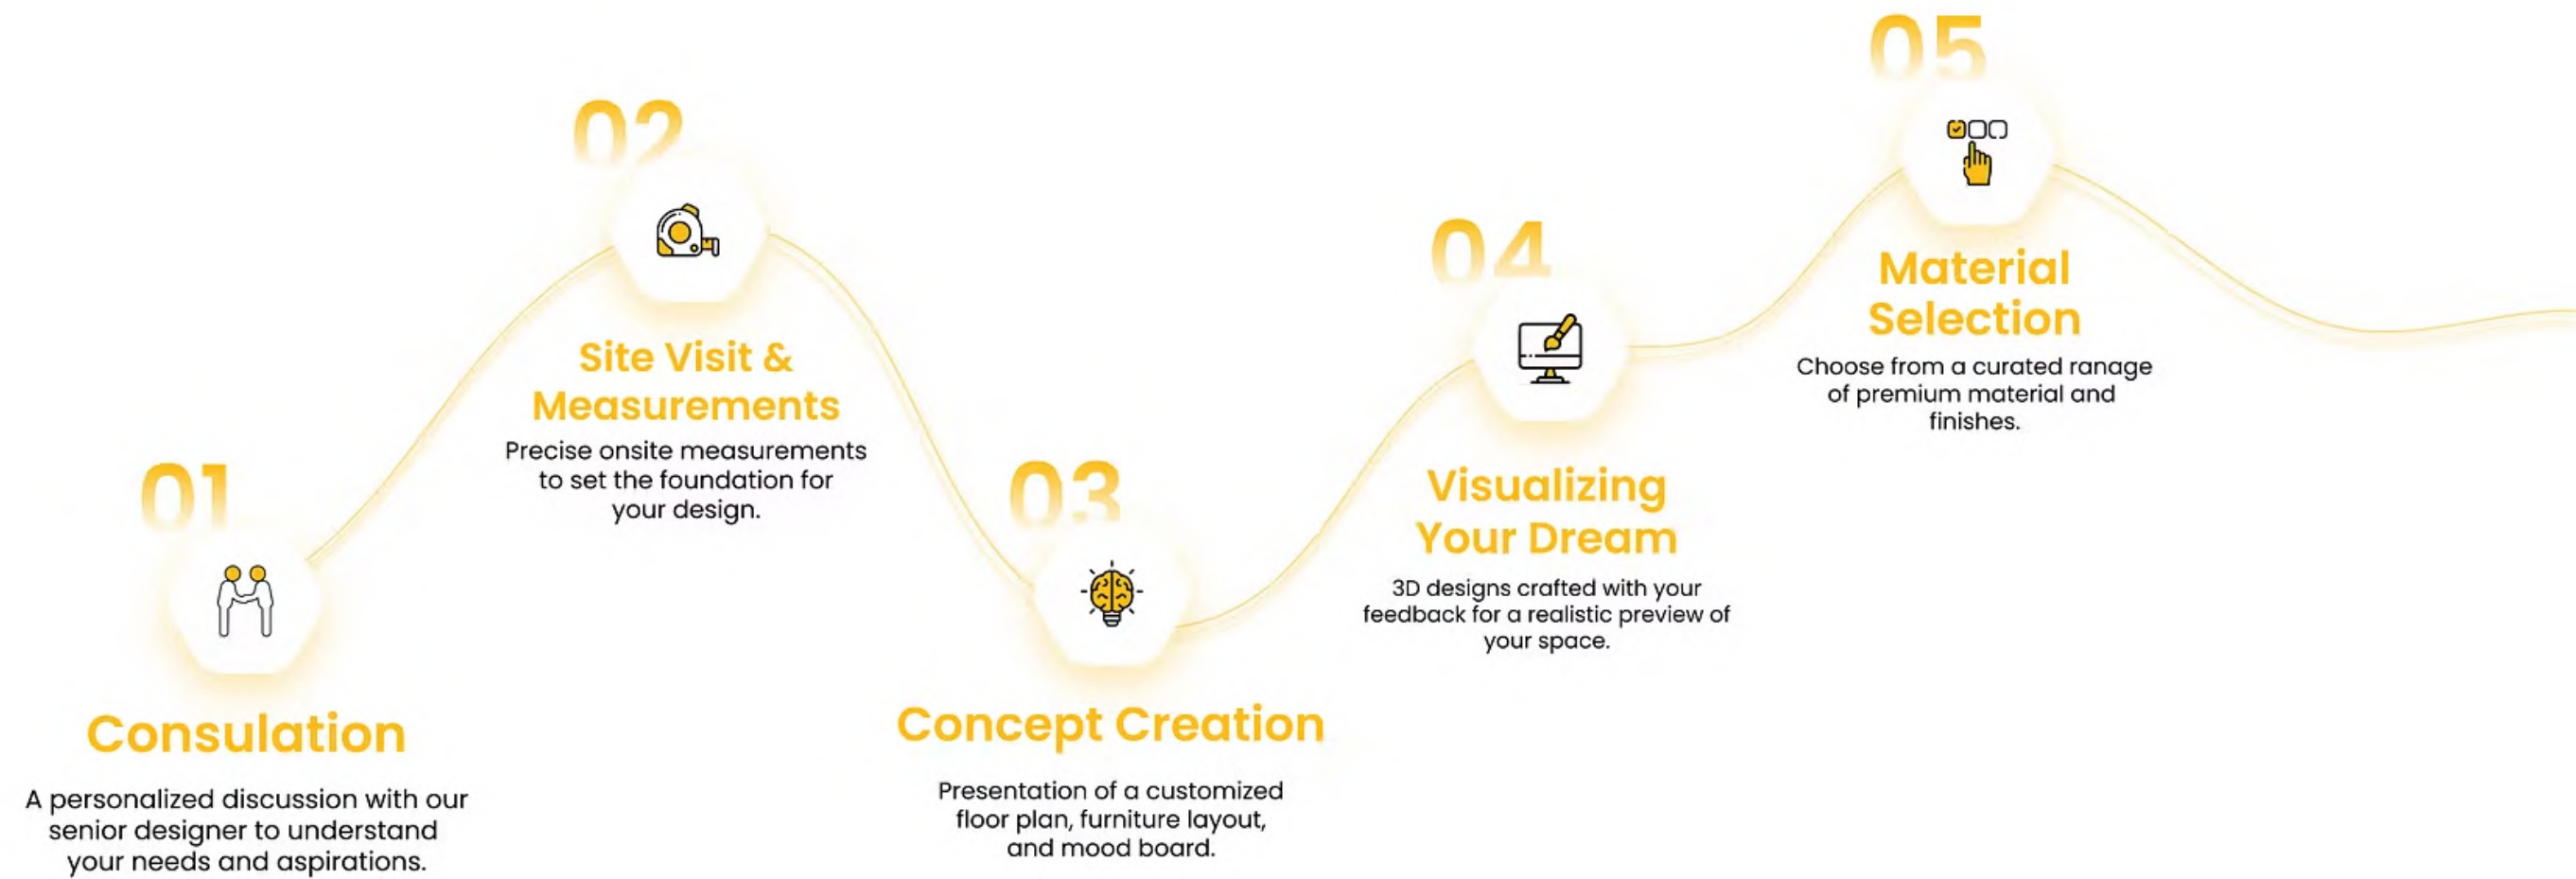 01
Consulation
A personalized discussion with our
senior designer to understand
your needs and aspirations.
02
Site Visit &
Measurements
Precise onsite measurements
to set the foundation for
your design.
03
Concept Creation
Presentation of a customized
floor plan, furniture layout,
and mood board.
04
Visualizing
Your Dream
3D designs crafted with your
feedback for a realistic preview of
your space.
05
Material
Selection
Choose from a curated ranage
of premium material and
finishes.